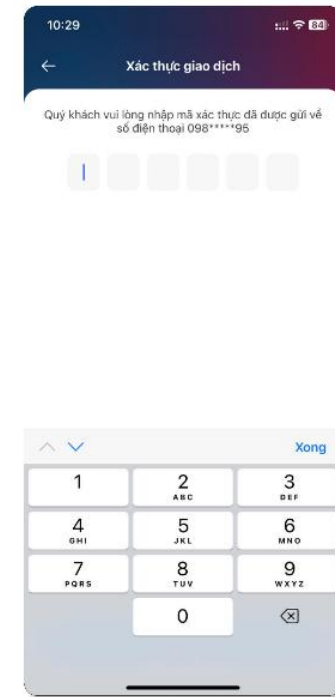 10:29
84
Xác thực giao dịch
Quý khách vui lòng nhập mã xác thực đã được gửi về
số điện thoại 098*****95
Xong
1
2
3
ABC
DEF
4
5
6
GHI
JKL
MNO
7
8
9
PQRS
TUV
WXYZ
0